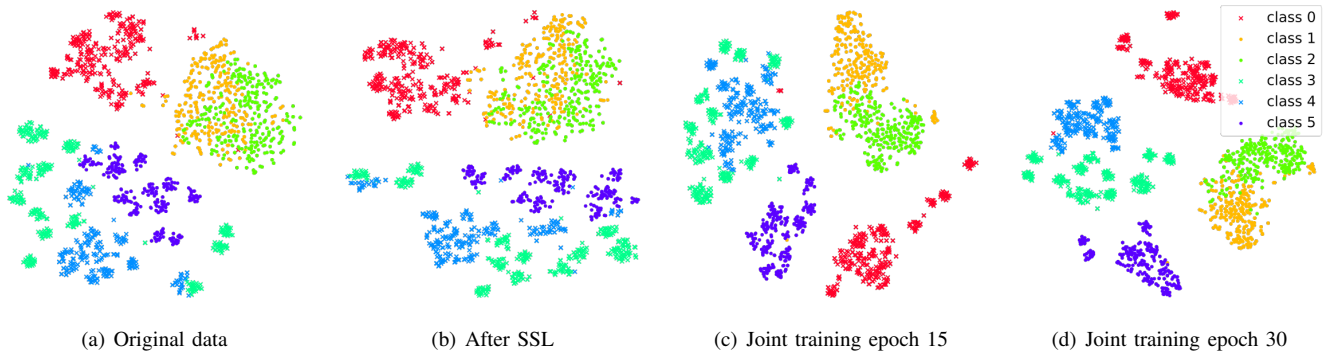 class 0
class 1
class 2
class 3
class 4
class 5
(a) Original data
(b) After SSL
(c) Joint training epoch 15
(d) Joint training epoch 30